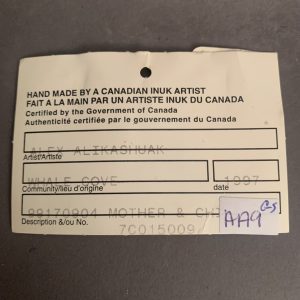 HAND MADE BY A CANADIAN INUK ARTIST
FAIT A LA MAIN PAR UN ARTISTE INUK DU CANADA
Certified by the Government of Canada
Authenticité certifiée par le gouvernement du Canada
ALEX ALIKASHUAK
Artist/Artiste
WHALE COVE 1997
Community/lieu d'origine date
99170904 MOTHER &
7C015009
Description &/ou No.
AA9